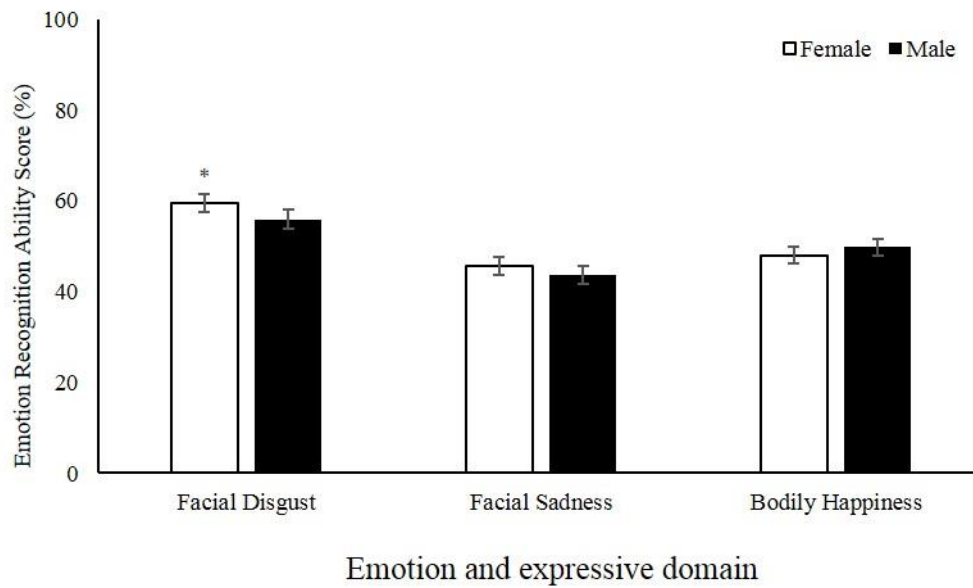 100
80
60
40
20
0
Emotion Recognition Ability Score (%)
Female Male
*
Facial Disgust Facial Sadness Bodily Happiness
Emotion and expressive domain